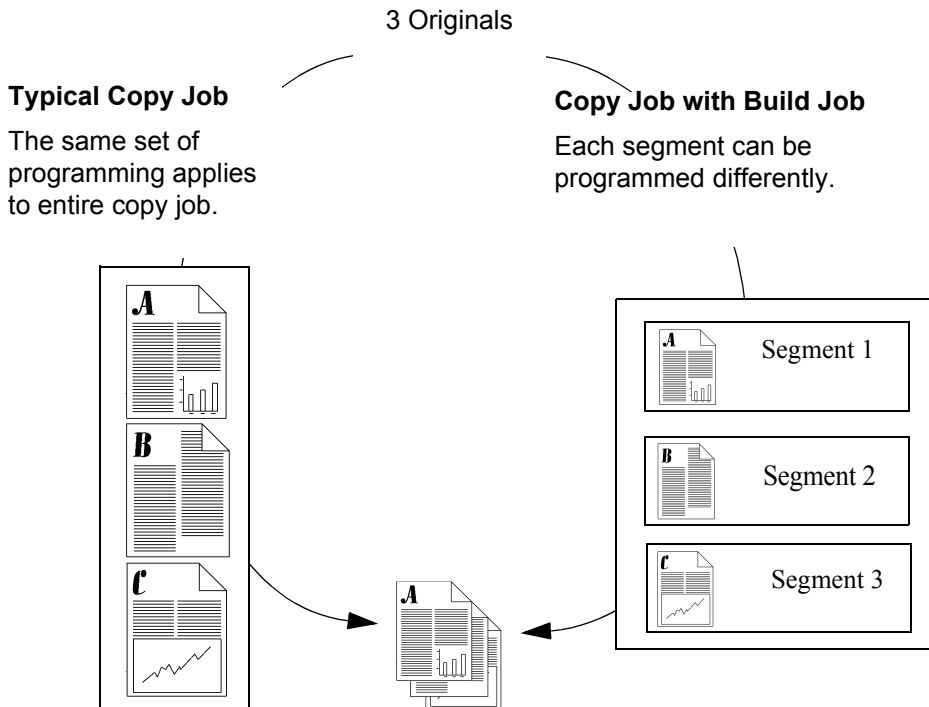 3 Originals
Typical Copy Job
The same set of
programming applies
to entire copy job.
Copy Job with Build Job
Each segment can be
programmed differently.
A
B
C
A
A
Segment 1
B
Segment 2
C
Segment 3